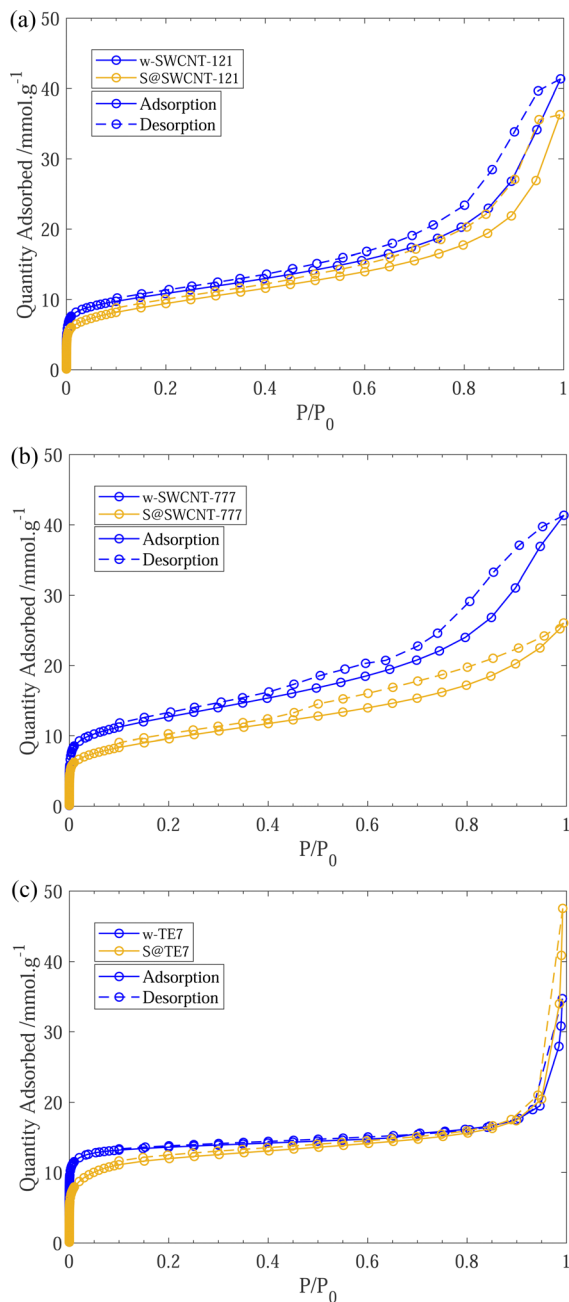 (a)
50
40
30
20
10
0
Quantity Adsorbed /mmol.g⁻¹
w-SWCNT-121
S@SWCNT-121
Adsorption
Desorption
0 0.2 0.4 0.6 0.8 1
P/P₀
(b)
50
40
30
20
10
0
Quantity Adsorbed /mmol.g⁻¹
w-SWCNT-777
S@SWCNT-777
Adsorption
Desorption
0 0.2 0.4 0.6 0.8 1
P/P₀
(c)
50
40
30
20
10
0
Quantity Adsorbed /mmol.g⁻¹
w-TE7
S@TE7
Adsorption
Desorption
0 0.2 0.4 0.6 0.8 1
P/P₀